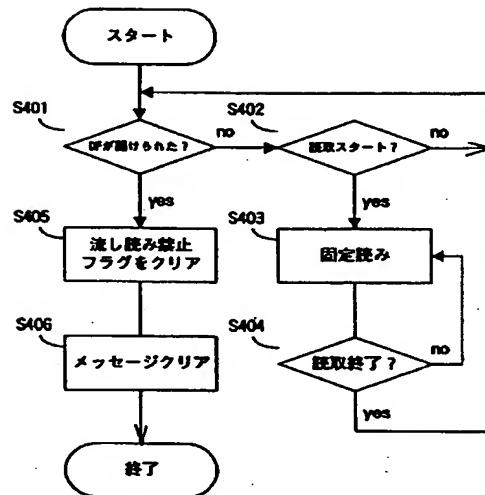 スタート
S401
DFが開けられた?
no
yes
S402
読取スタート?
no
yes
S405
流し読み禁止
フラグをクリア
S403
固定読み
S406
メッセージクリア
S404
読取終了?
no
yes
終了